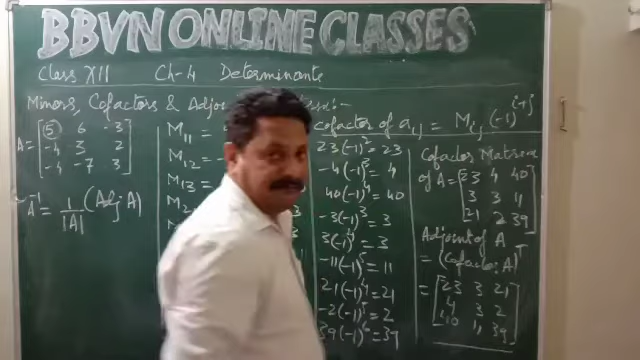 BBVN ONLINE CLASSES
Class XII Ch-4 Determinants
Minors, Cofactors & Adjo
A = [5 6 -3
-4 3 2
-4 -7 3]
A⁻¹ = 1/|A| (Adj A)
M₁₁ =
M₁₂ = -
M₁₃ =
Cofactor of aᵢⱼ = Mᵢⱼ (-1)ⁱ⁺ʲ
23(-1)²= 23
-4(-1)³= 4
40(-1)⁴= 40
-3(-1)³= 3
3(-1)⁴= 3
-11(-1)⁵= 11
21(-1)⁴= 21
-2(-1)⁵= 2
39(-1)⁶= 39
Cofactor Matrix
of A = [23 4 40
3 3 11
21 2 39]
Adjoint of A
= (Cofactor A)ᵀ
= [23 3 21
4 3 2
40 11 39]